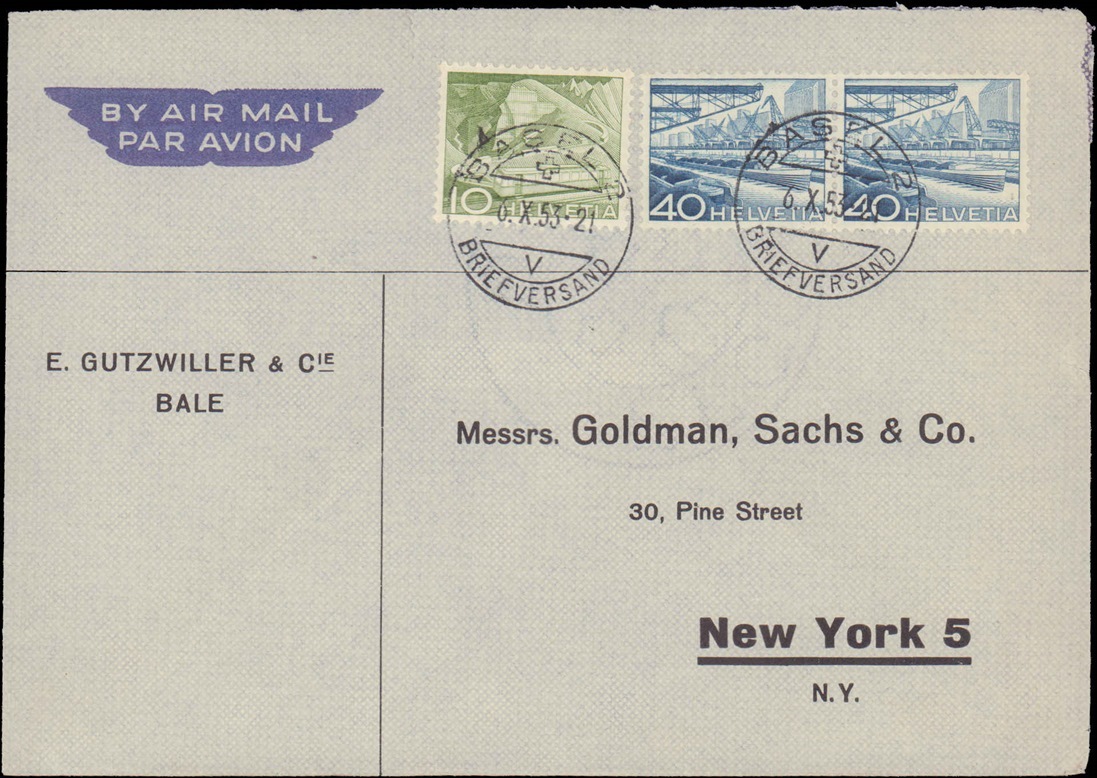 BY AIR MAIL
PAR AVION
10 HELVETIA
40 HELVETIA
40 HELVETIA
BASEL 2
6.X.53-21
V
BRIEFVERSAND
BASEL 2
6.X.53-21
V
BRIEFVERSAND
E. GUTZWILLER & CIE
BALE
Messrs. Goldman, Sachs & Co.
30, Pine Street
New York 5
N.Y.